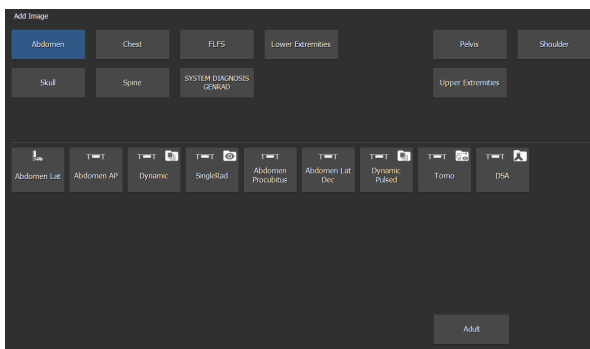 Add Image
Abdomen
Chest
FLFS
Lower Extremities
Pelvis
Shoulder
Skull
Spine
SYSTEM DIAGNOSIS
GENRAD
Upper Extremities
Abdomen Lat
Abdomen AP
Dynamic
SingleRad
Abdomen
Procubitus
Abdomen Lat
Dec
Dynamic
Pulsed
Tomo
DSA
Adult